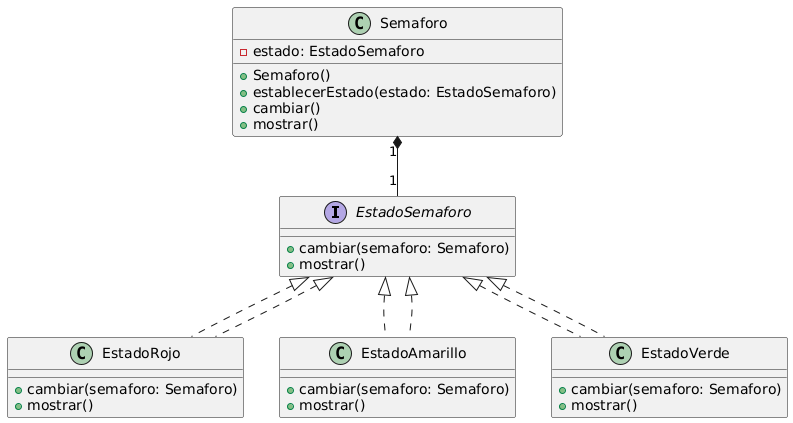 C Semaforo
estado: EstadoSemaforo
Semaforo()
establecerEstado(estado: EstadoSemaforo)
cambiar()
mostrar()
1
1
I EstadoSemaforo
cambiar(semaforo: Semaforo)
mostrar()
C EstadoRojo
cambiar(semaforo: Semaforo)
mostrar()
C EstadoAmarillo
cambiar(semaforo: Semaforo)
mostrar()
C EstadoVerde
cambiar(semaforo: Semaforo)
mostrar()